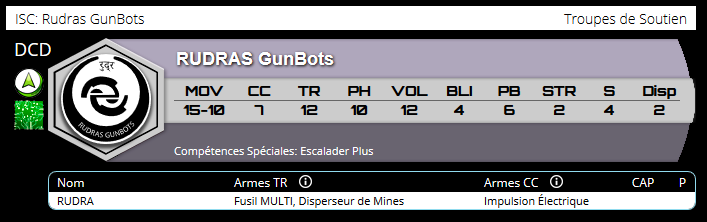 ISC: Rudras GunBots Troupes de Soutien
DCD
रुद्र
RUDRAS GUNBOTS
RUDRAS GunBots
MOV CC TR PH VOL BLI PB STR S Disp
15-10 7 12 10 12 4 6 2 4 2
Compétences Spéciales: Escalader Plus
Nom Armes TR Armes CC CAP P
RUDRA Fusil MULTI, Disperseur de Mines Impulsion Électrique